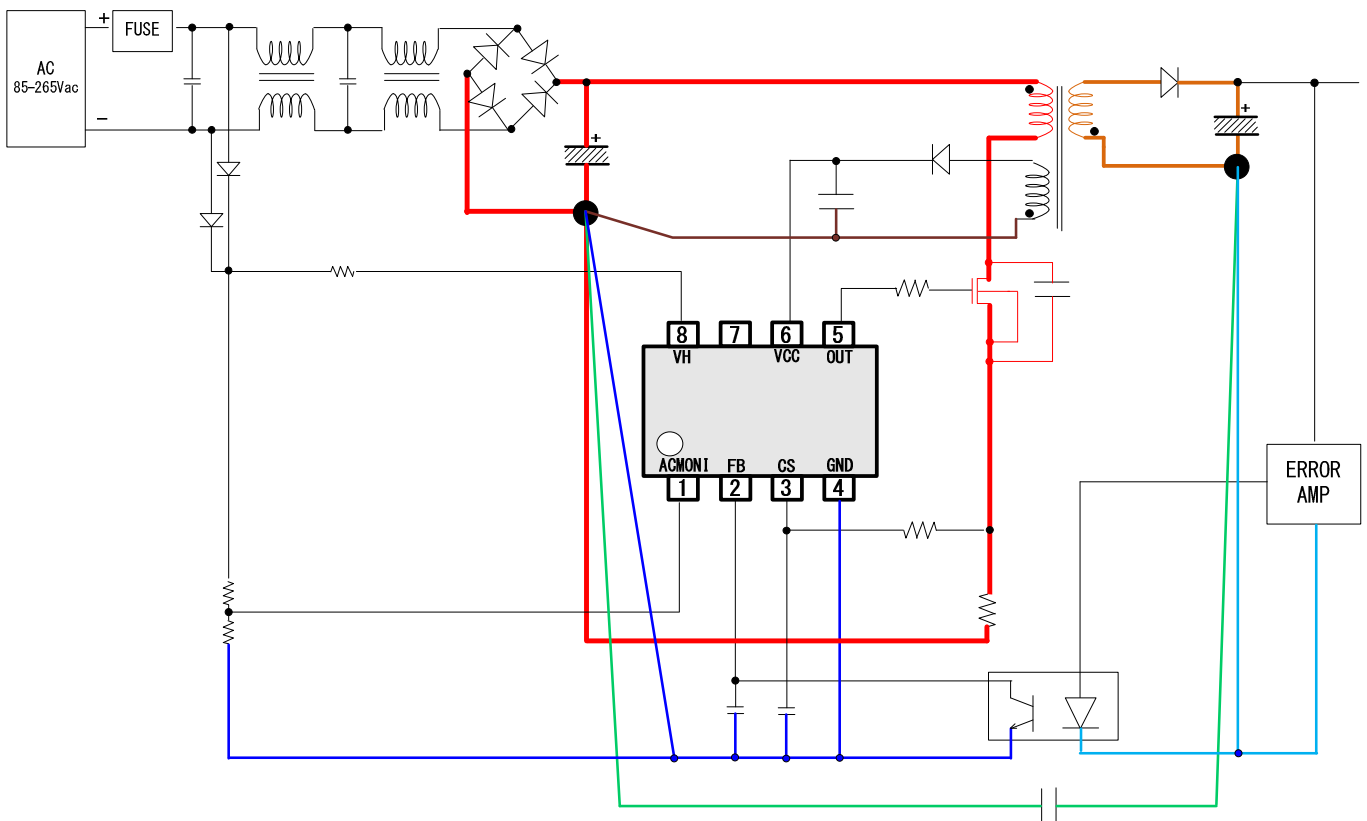 +
FUSE
AC
85-265Vac
−
+
+
8
7
6
5
VH
VCC
OUT
ACMONI
FB
CS
GND
1
2
3
4
ERROR
AMP